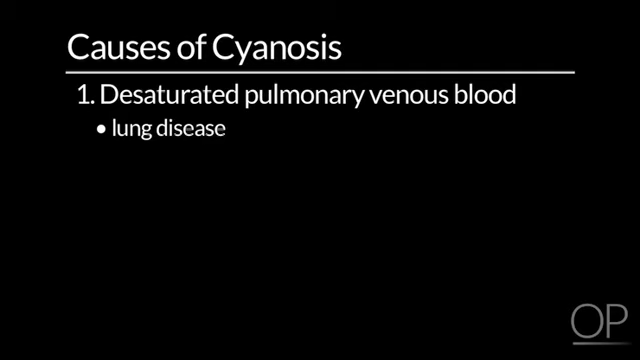 Causes of Cyanosis
1. Desaturated pulmonary venous blood
• lung disease
OP